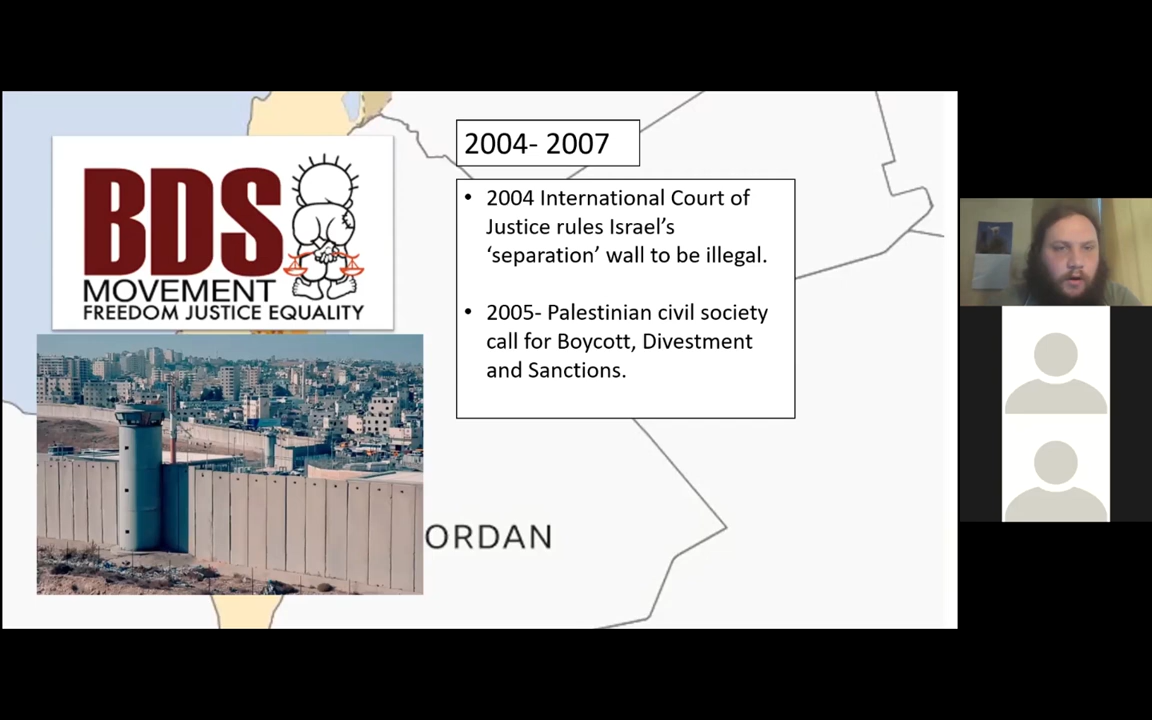 BDS
MOVEMENT
FREEDOM JUSTICE EQUALITY
2004- 2007
• 2004 International Court of
Justice rules Israel’s
‘separation’ wall to be illegal.
• 2005- Palestinian civil society
call for Boycott, Divestment
and Sanctions.
ORDAN